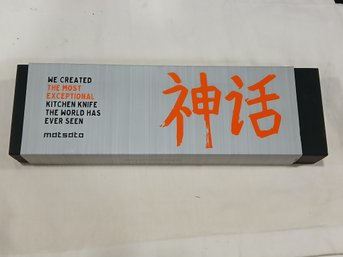 WE CREATED
THE MOST
EXCEPTIONAL
KITCHEN KNIFE
THE WORLD HAS
EVER SEEN
matsato
神话